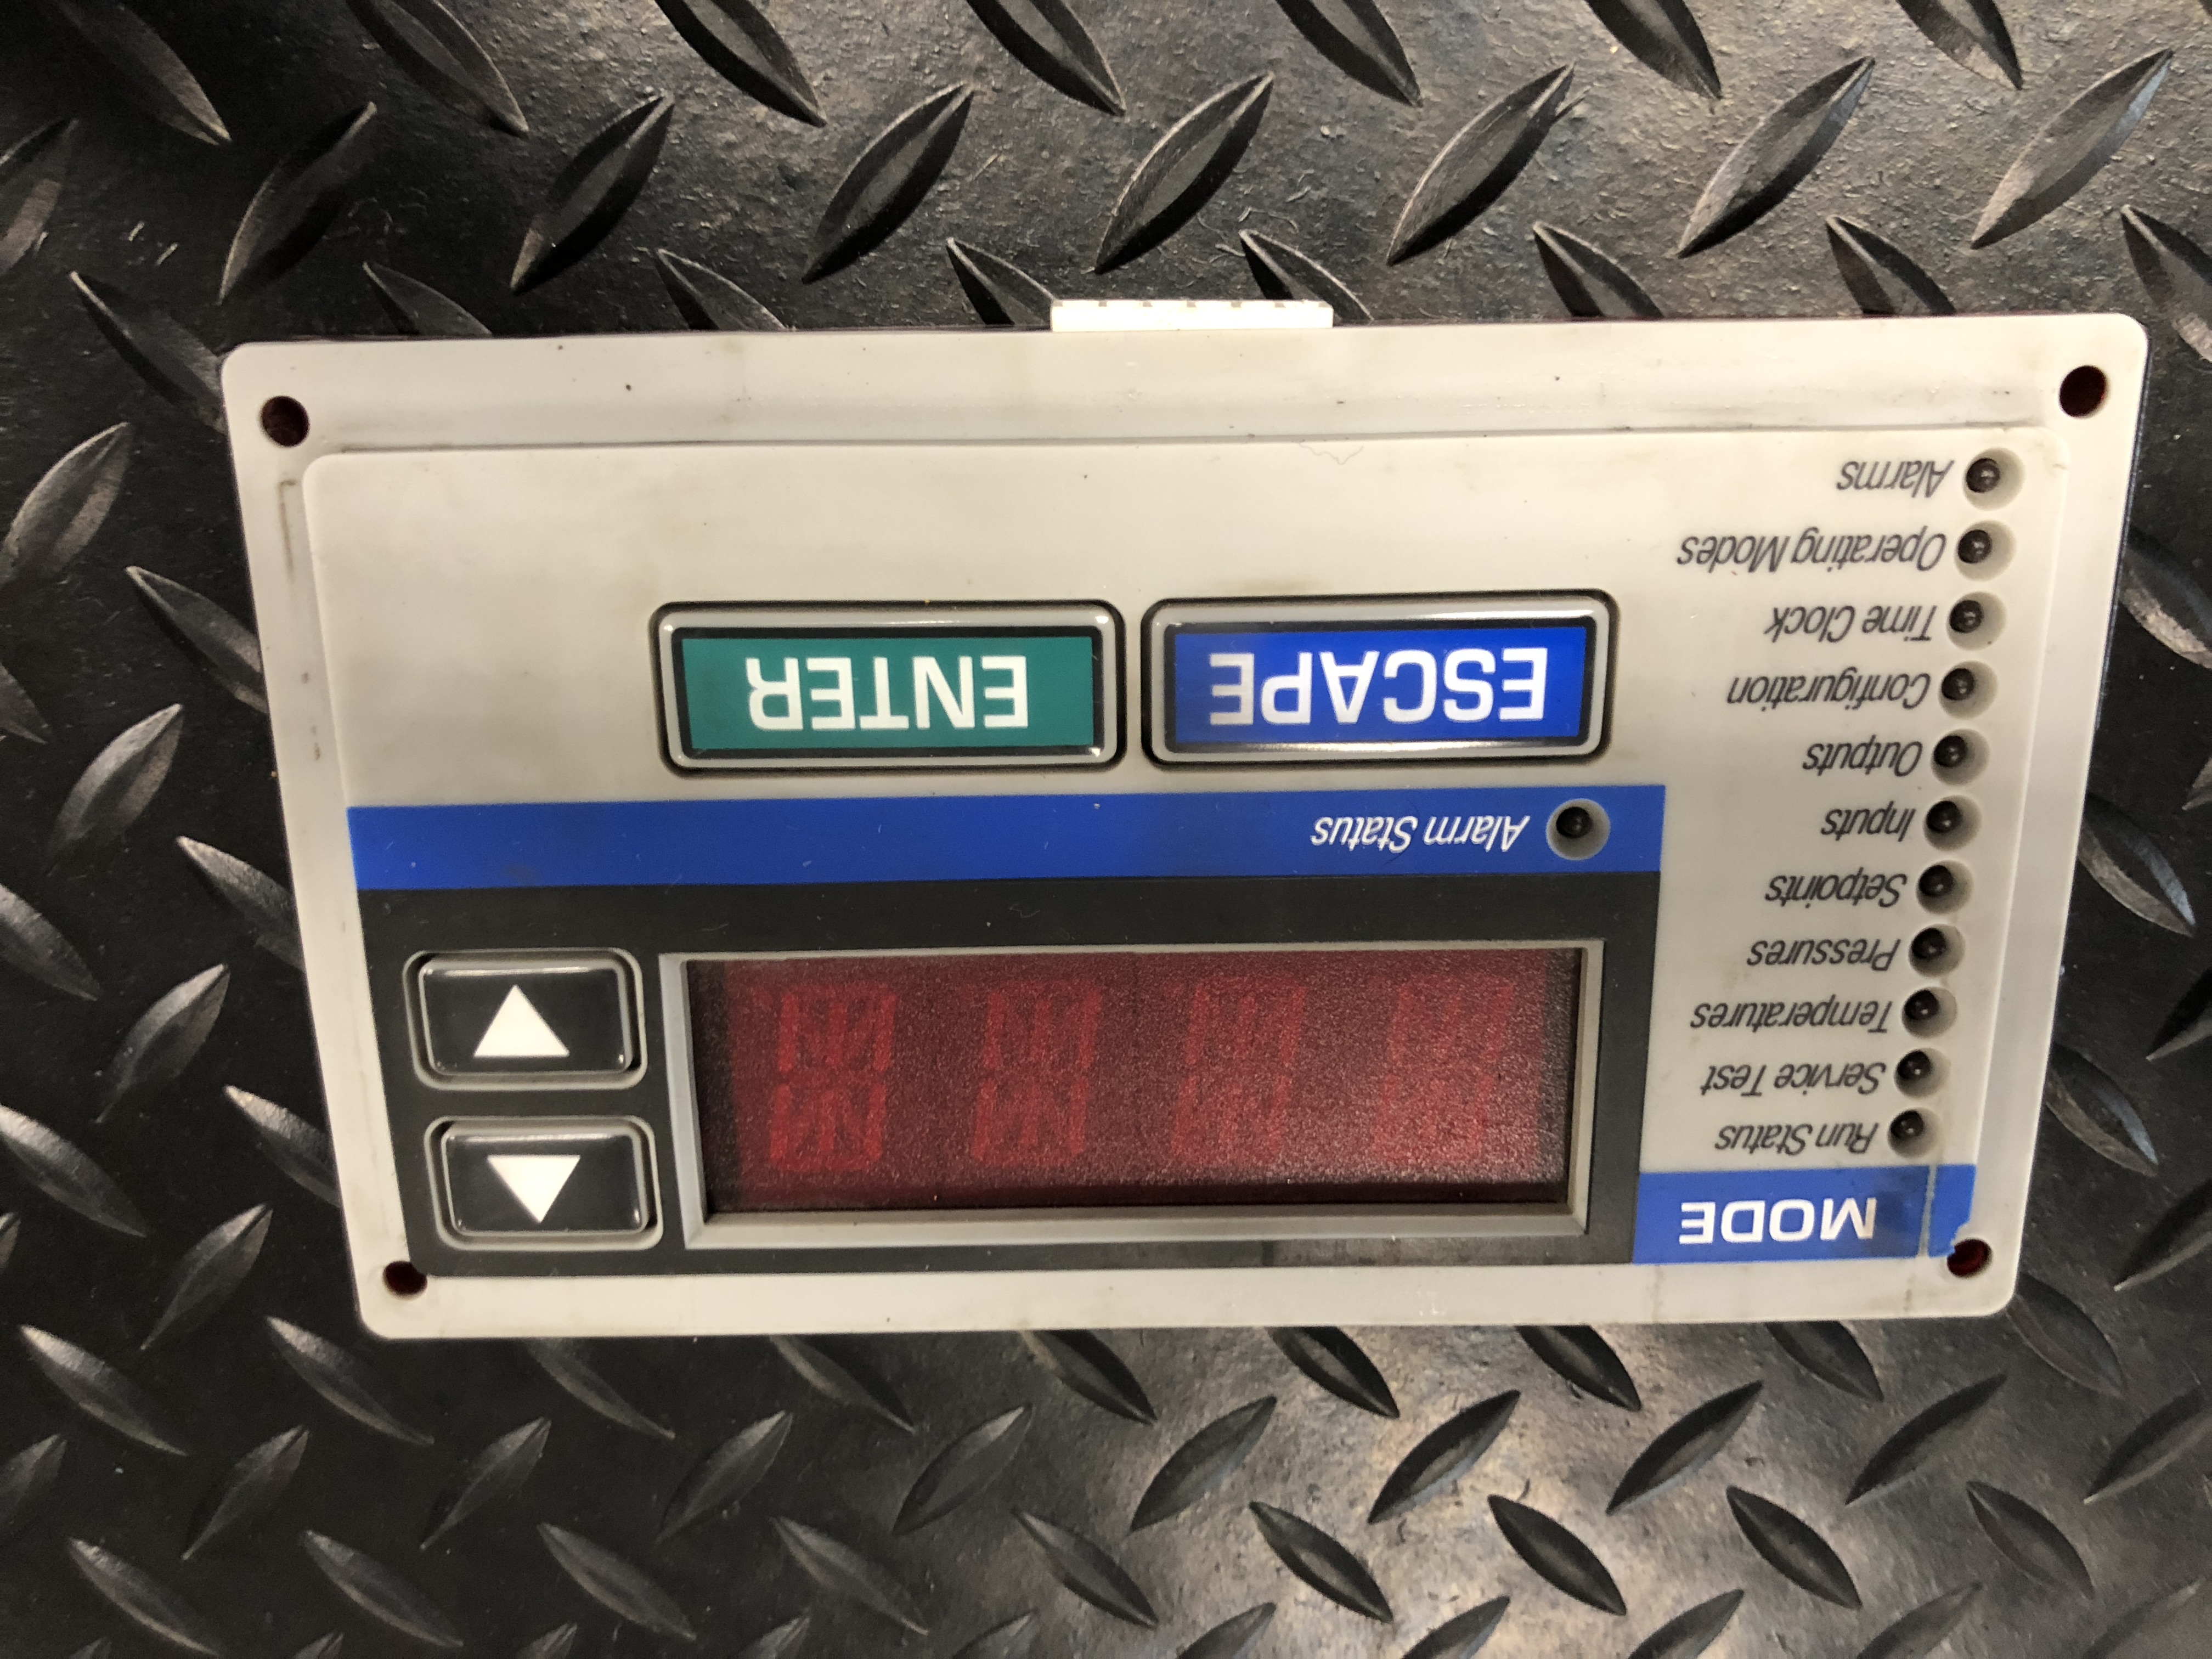 MODE
Run Status
Service Test
Temperatures
Pressures
Setpoints
Inputs
Outputs
Configuration
Time Clock
Operating Modes
Alarms
Alarm Status
ESCAPE
ENTER